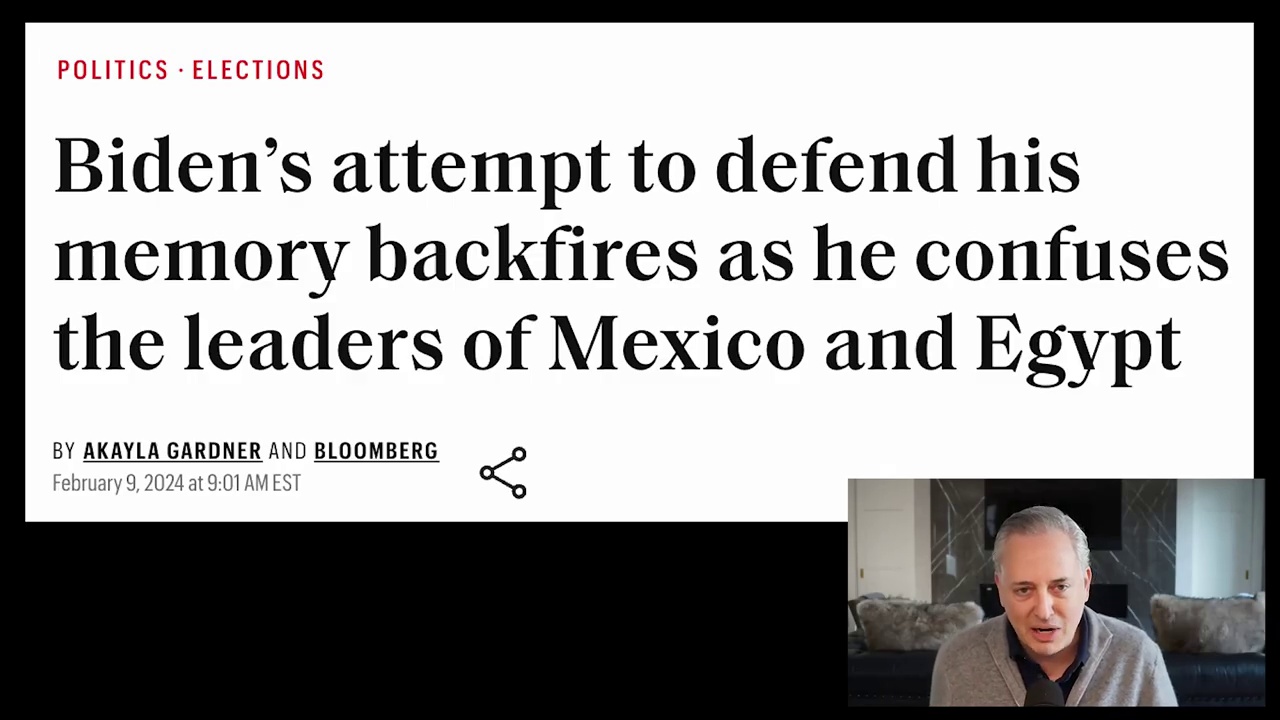 POLITICS · ELECTIONS
Biden’s attempt to defend his
memory backfires as he confuses
the leaders of Mexico and Egypt
BY AKAYLA GARDNER AND BLOOMBERG
February 9, 2024 at 9:01 AM EST